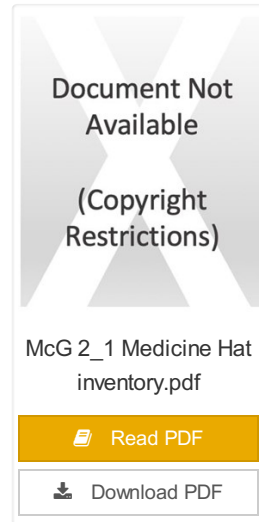 Document Not
Available
(Copyright
Restrictions)
McG 2_1 Medicine Hat
inventory.pdf
Read PDF
Download PDF